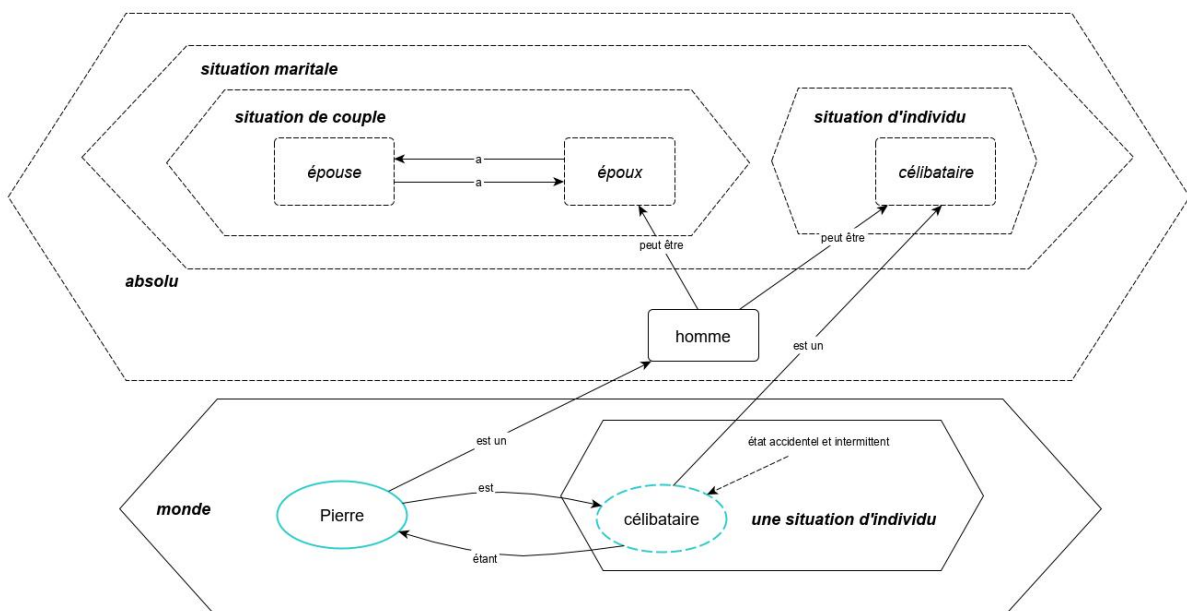 situation maritale
situation de couple
situation d'individu
épouse
a
a
époux
célibataire
peut être
peut être
absolu
homme
est un
est un
état accidentel et intermittent
monde
Pierre
est
célibataire
une situation d'individu
étant